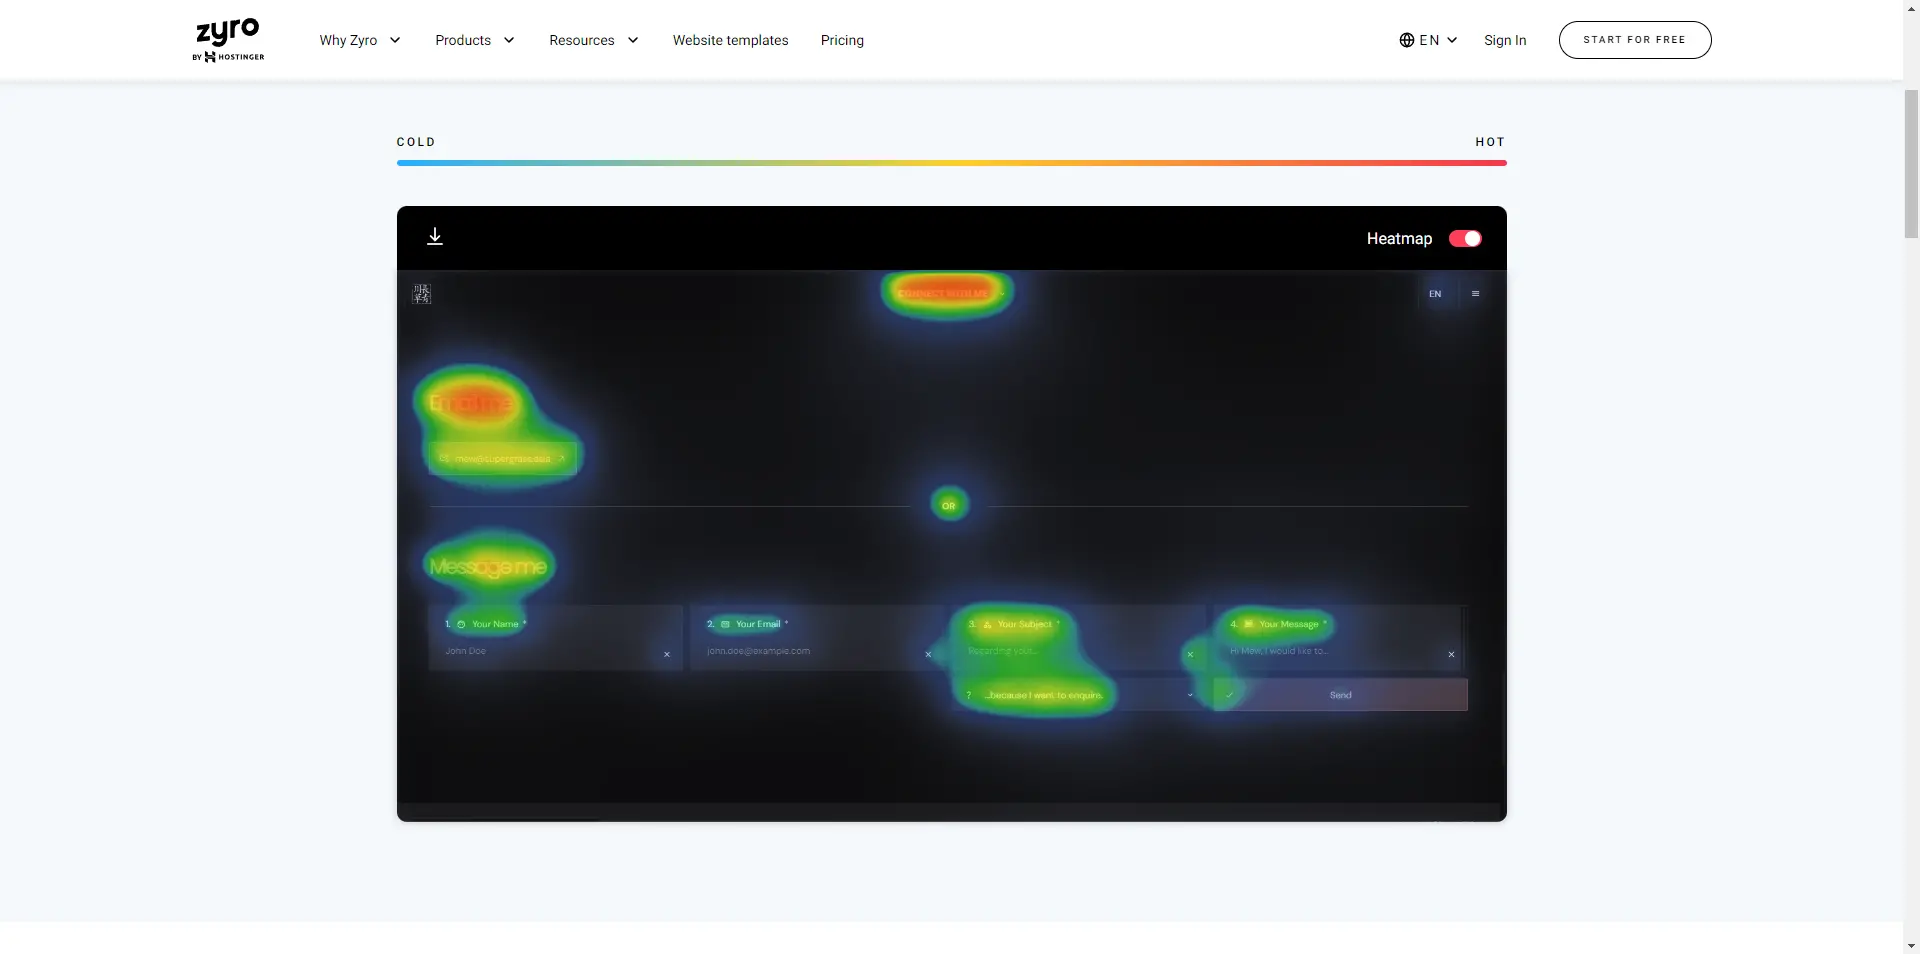 zyro
BY HOSTINGER
Why Zyro
Products
Resources
Website templates
Pricing
EN
Sign In
START FOR FREE
COLD
HOT
Heatmap
CONNECT WITH ME
EN
Email me
mew@supergrass.asia
OR
Message me
1. Your Name *
John Doe
2. Your Email *
john.doe@example.com
3. Your Subject *
Regarding your...
4. Your Message *
Hi Mew, I would like to...
? ...because I want to enquire.
Send